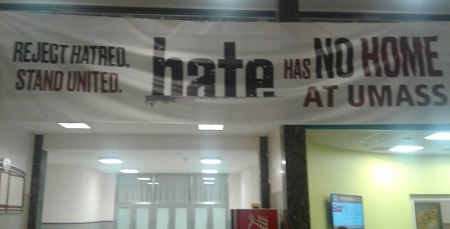 REJECT HATRED.
STAND UNITED.
hate
HAS NO HOME
AT UMASS